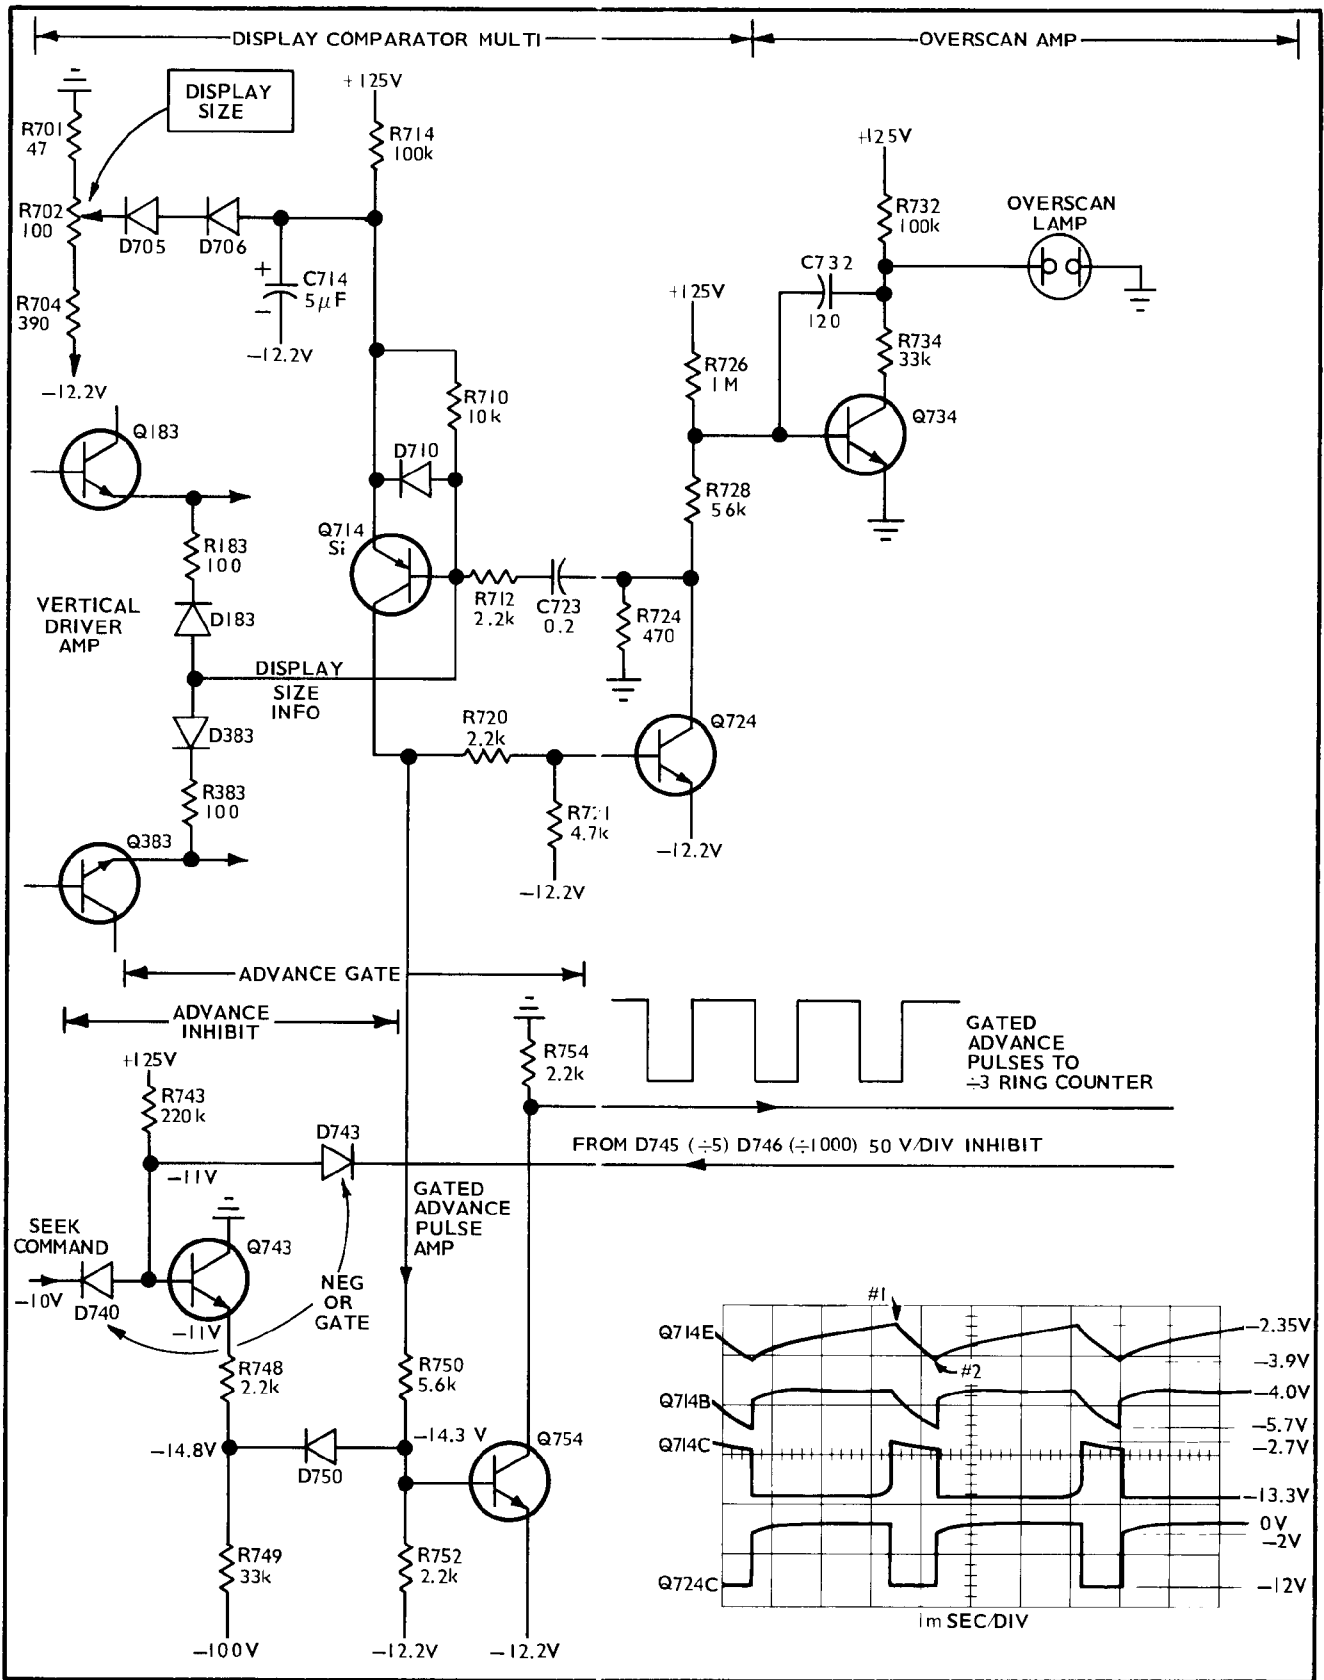 DISPLAY COMPARATOR MULTI
OVERSCAN AMP
DISPLAY
SIZE
+125V
R701
47
R714
100k
+125V
R702
100
D705
D706
R732
100k
OVERSCAN
LAMP
+
C714
5µF
−
C732
120
R704
390
+125V
−12.2V
R734
33k
R726
1M
−12.2V
R710
10k
Q183
Q734
D710
R728
56k
Q714
Si
R183
100
R712
2.2k
C723
0.2
R724
470
VERTICAL
DRIVER
AMP
D183
DISPLAY
SIZE
INFO
D383
R720
2.2k
Q724
R383
100
4.7k
Q383
−12.2V
−12.2V
ADVANCE GATE
ADVANCE
INHIBIT
GATED
ADVANCE
PULSES TO
÷3 RING COUNTER
+125V
R754
2.2k
R743
220k
D743
FROM D745 (÷5) D746 (÷1000) 50 V/DIV INHIBIT
−11V
GATED
ADVANCE
PULSE
AMP
SEEK
COMMAND
Q743
−10V
D740
NEG
OR
GATE
−11V
#1
Q714E
−2.35V
−3.9V
#2
R748
2.2k
R750
5.6k
Q714B
−4.0V
−5.7V
−14.8V
−14.3 V
Q754
Q714C
−2.7V
D750
−13.3V
0V
−2V
R749
33k
R752
2.2k
Q724C
−12V
1m SEC/DIV
−100V
−12.2V
−12.2V